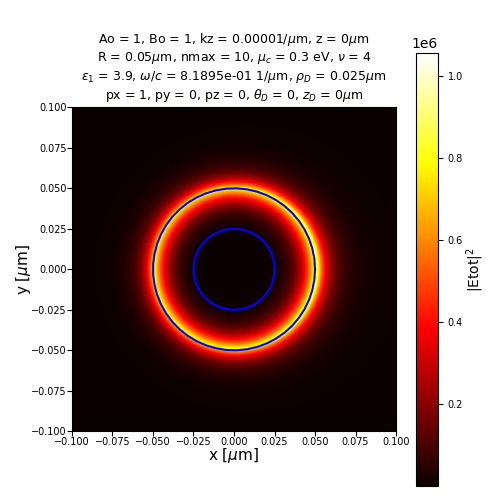 Ao = 1, Bo = 1, kz = 0.00001/μm, z = 0μm
R = 0.05μm, nmax = 10, μc = 0.3 eV, ν = 4
ε1 = 3.9, ω/c = 8.1895e-01 1/μm, ρD = 0.025μm
px = 1, py = 0, pz = 0, θD = 0, zD = 0μm
1e6
0.100
0.075
0.050
0.025
0.000
−0.025
−0.050
−0.075
−0.100
y [μm]
−0.100 −0.075 −0.050 −0.025 0.000 0.025 0.050 0.075 0.100
x [μm]
1.0
0.8
0.6
0.4
0.2
|Etot|²